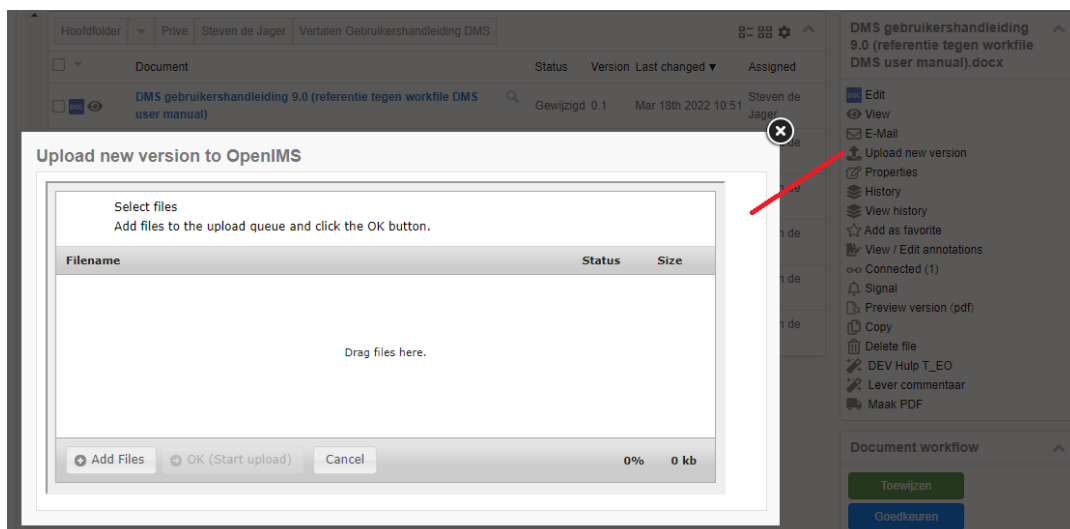 Hoofdfolder Prive Steven de Jager Vertalen Gebruikershandleiding DMS
Document Status Version Last changed ▼ Assigned
DMS gebruikershandleiding 9.0 (referentie tegen workfile DMS
user manual)
Gewijzigd 0.1 Mar 18th 2022 10:51
Steven de
Jager
de
n de
n de
n de
n de
Upload new version to OpenIMS
Select files
Add files to the upload queue and click the OK button.
Filename Status Size
Drag files here.
Add Files OK (Start upload) Cancel 0% 0 kb
DMS gebruikershandleiding
9.0 (referentie tegen workfile
DMS user manual).docx
DOC Edit
View
E-Mail
Upload new version
Properties
History
View history
Add as favorite
View / Edit annotations
Connected (1)
Signal
Preview version (pdf)
Copy
Delete file
DEV Hulp T_EO
Lever commentaar
Maak PDF
Document workflow
Toewijzen
Goedkeuren